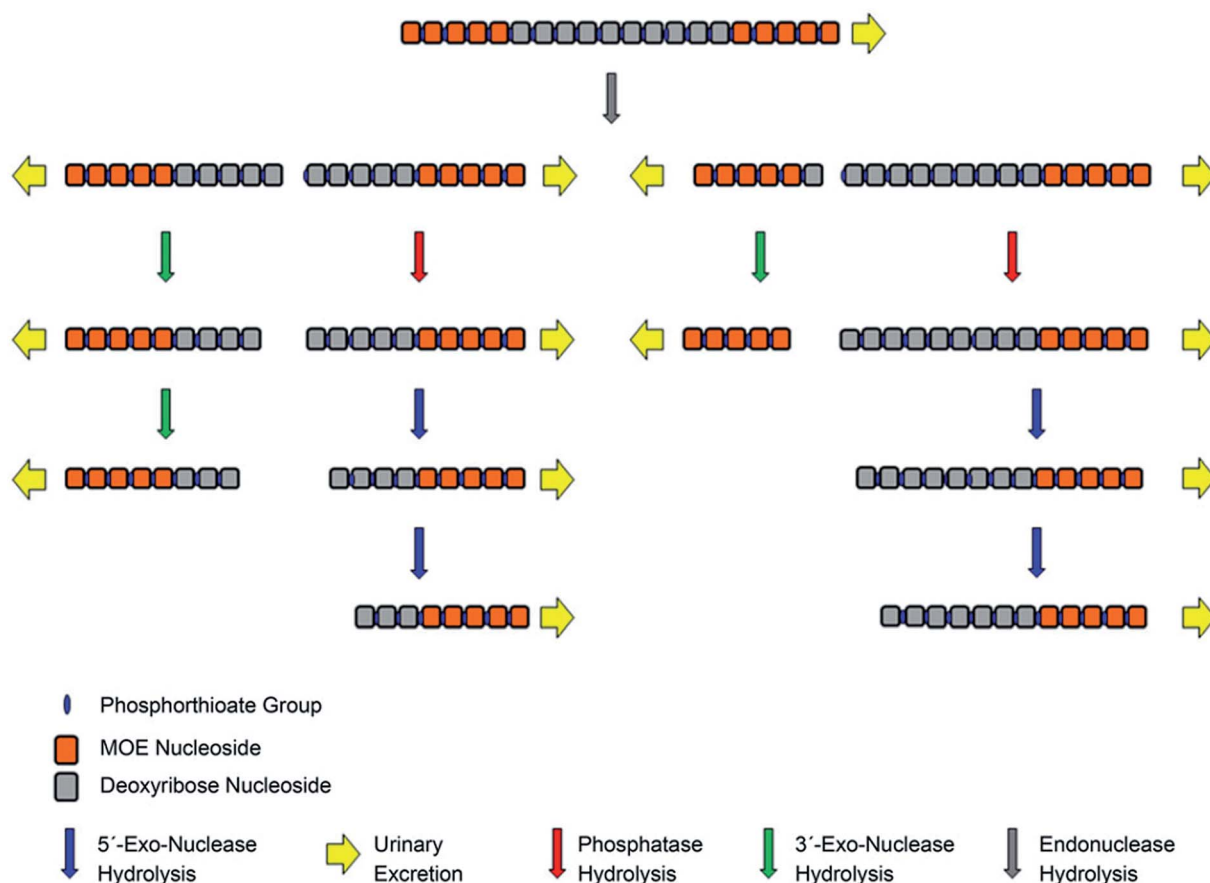 Phosphorthioate Group
MOE Nucleoside
Deoxyribose Nucleoside
5´-Exo-Nuclease
Hydrolysis
Urinary
Excretion
Phosphatase
Hydrolysis
3´-Exo-Nuclease
Hydrolysis
Endonuclease
Hydrolysis